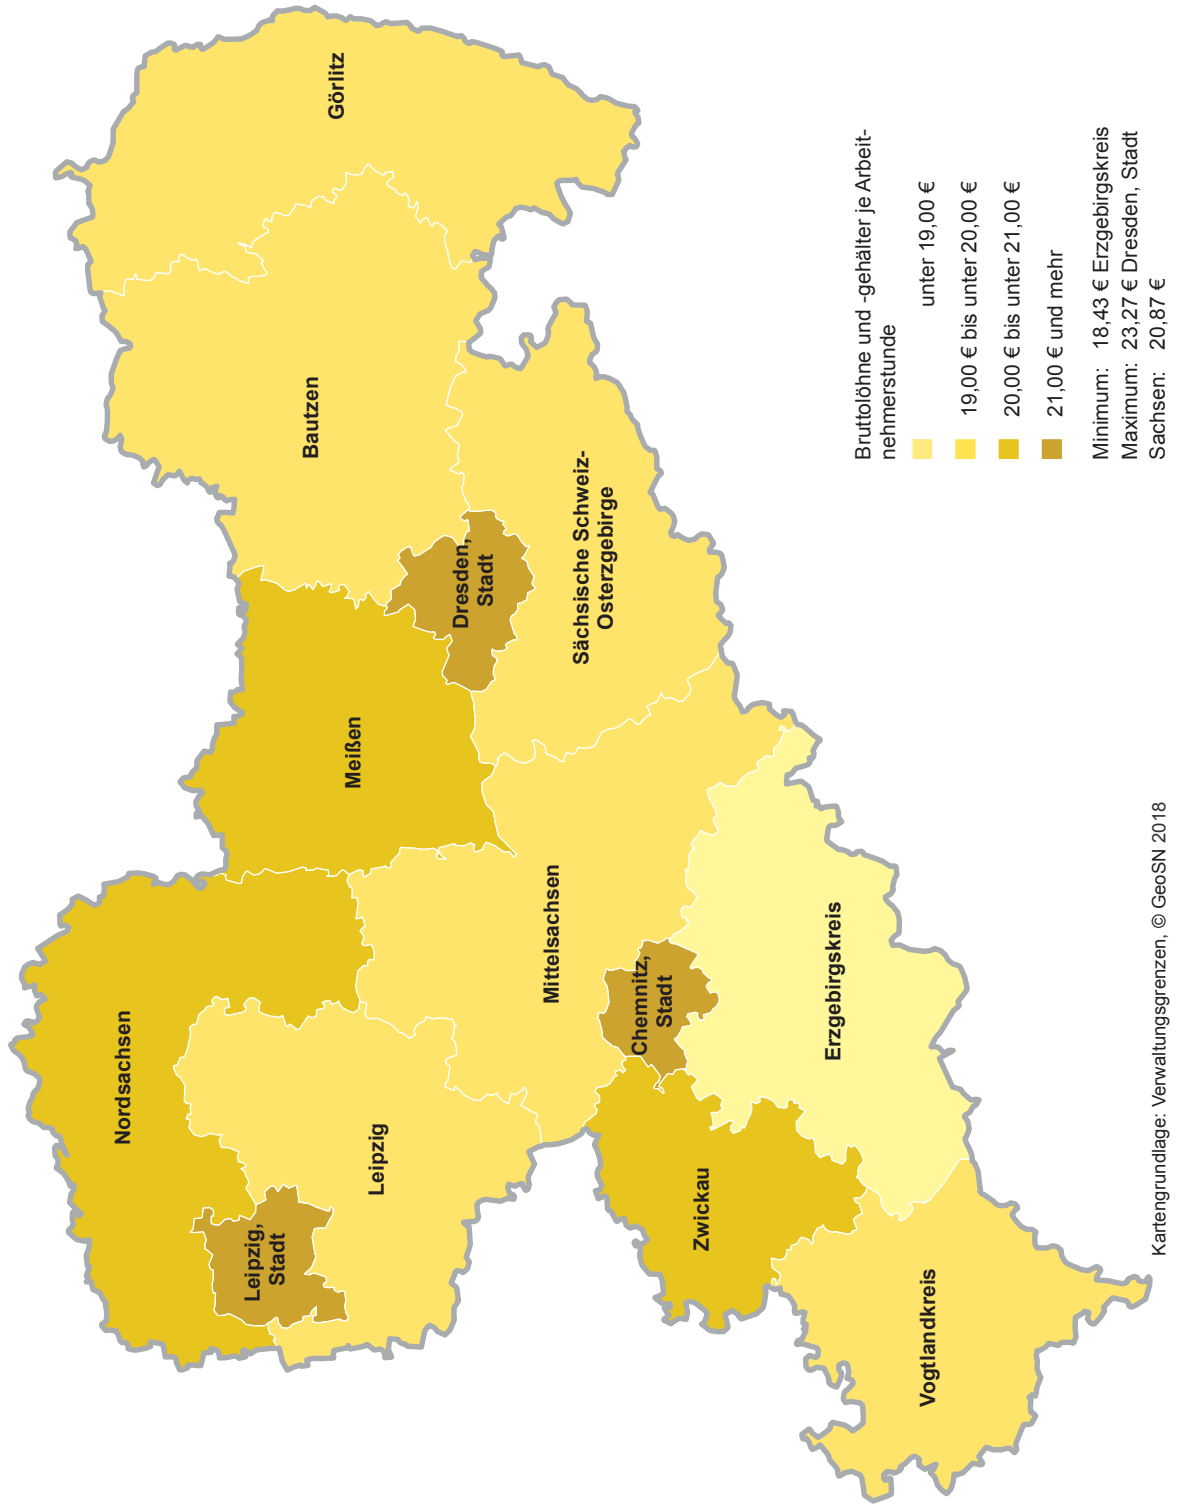 Nordsachsen
Leipzig,
Stadt
Leipzig
Meißen
Bautzen
Görlitz
Dresden,
Stadt
Sächsische Schweiz-
Osterzgebirge
Mittelsachsen
Chemnitz,
Stadt
Zwickau
Erzgebirgskreis
Vogtlandkreis
Bruttolöhne und -gehälter je Arbeit-
nehmerstunde
unter 19,00 €
19,00 € bis unter 20,00 €
20,00 € bis unter 21,00 €
21,00 € und mehr
Minimum: 18,43 € Erzgebirgskreis
Maximum: 23,27 € Dresden, Stadt
Sachsen: 20,87 €
Kartengrundlage: Verwaltungsgrenzen, © GeoSN 2018